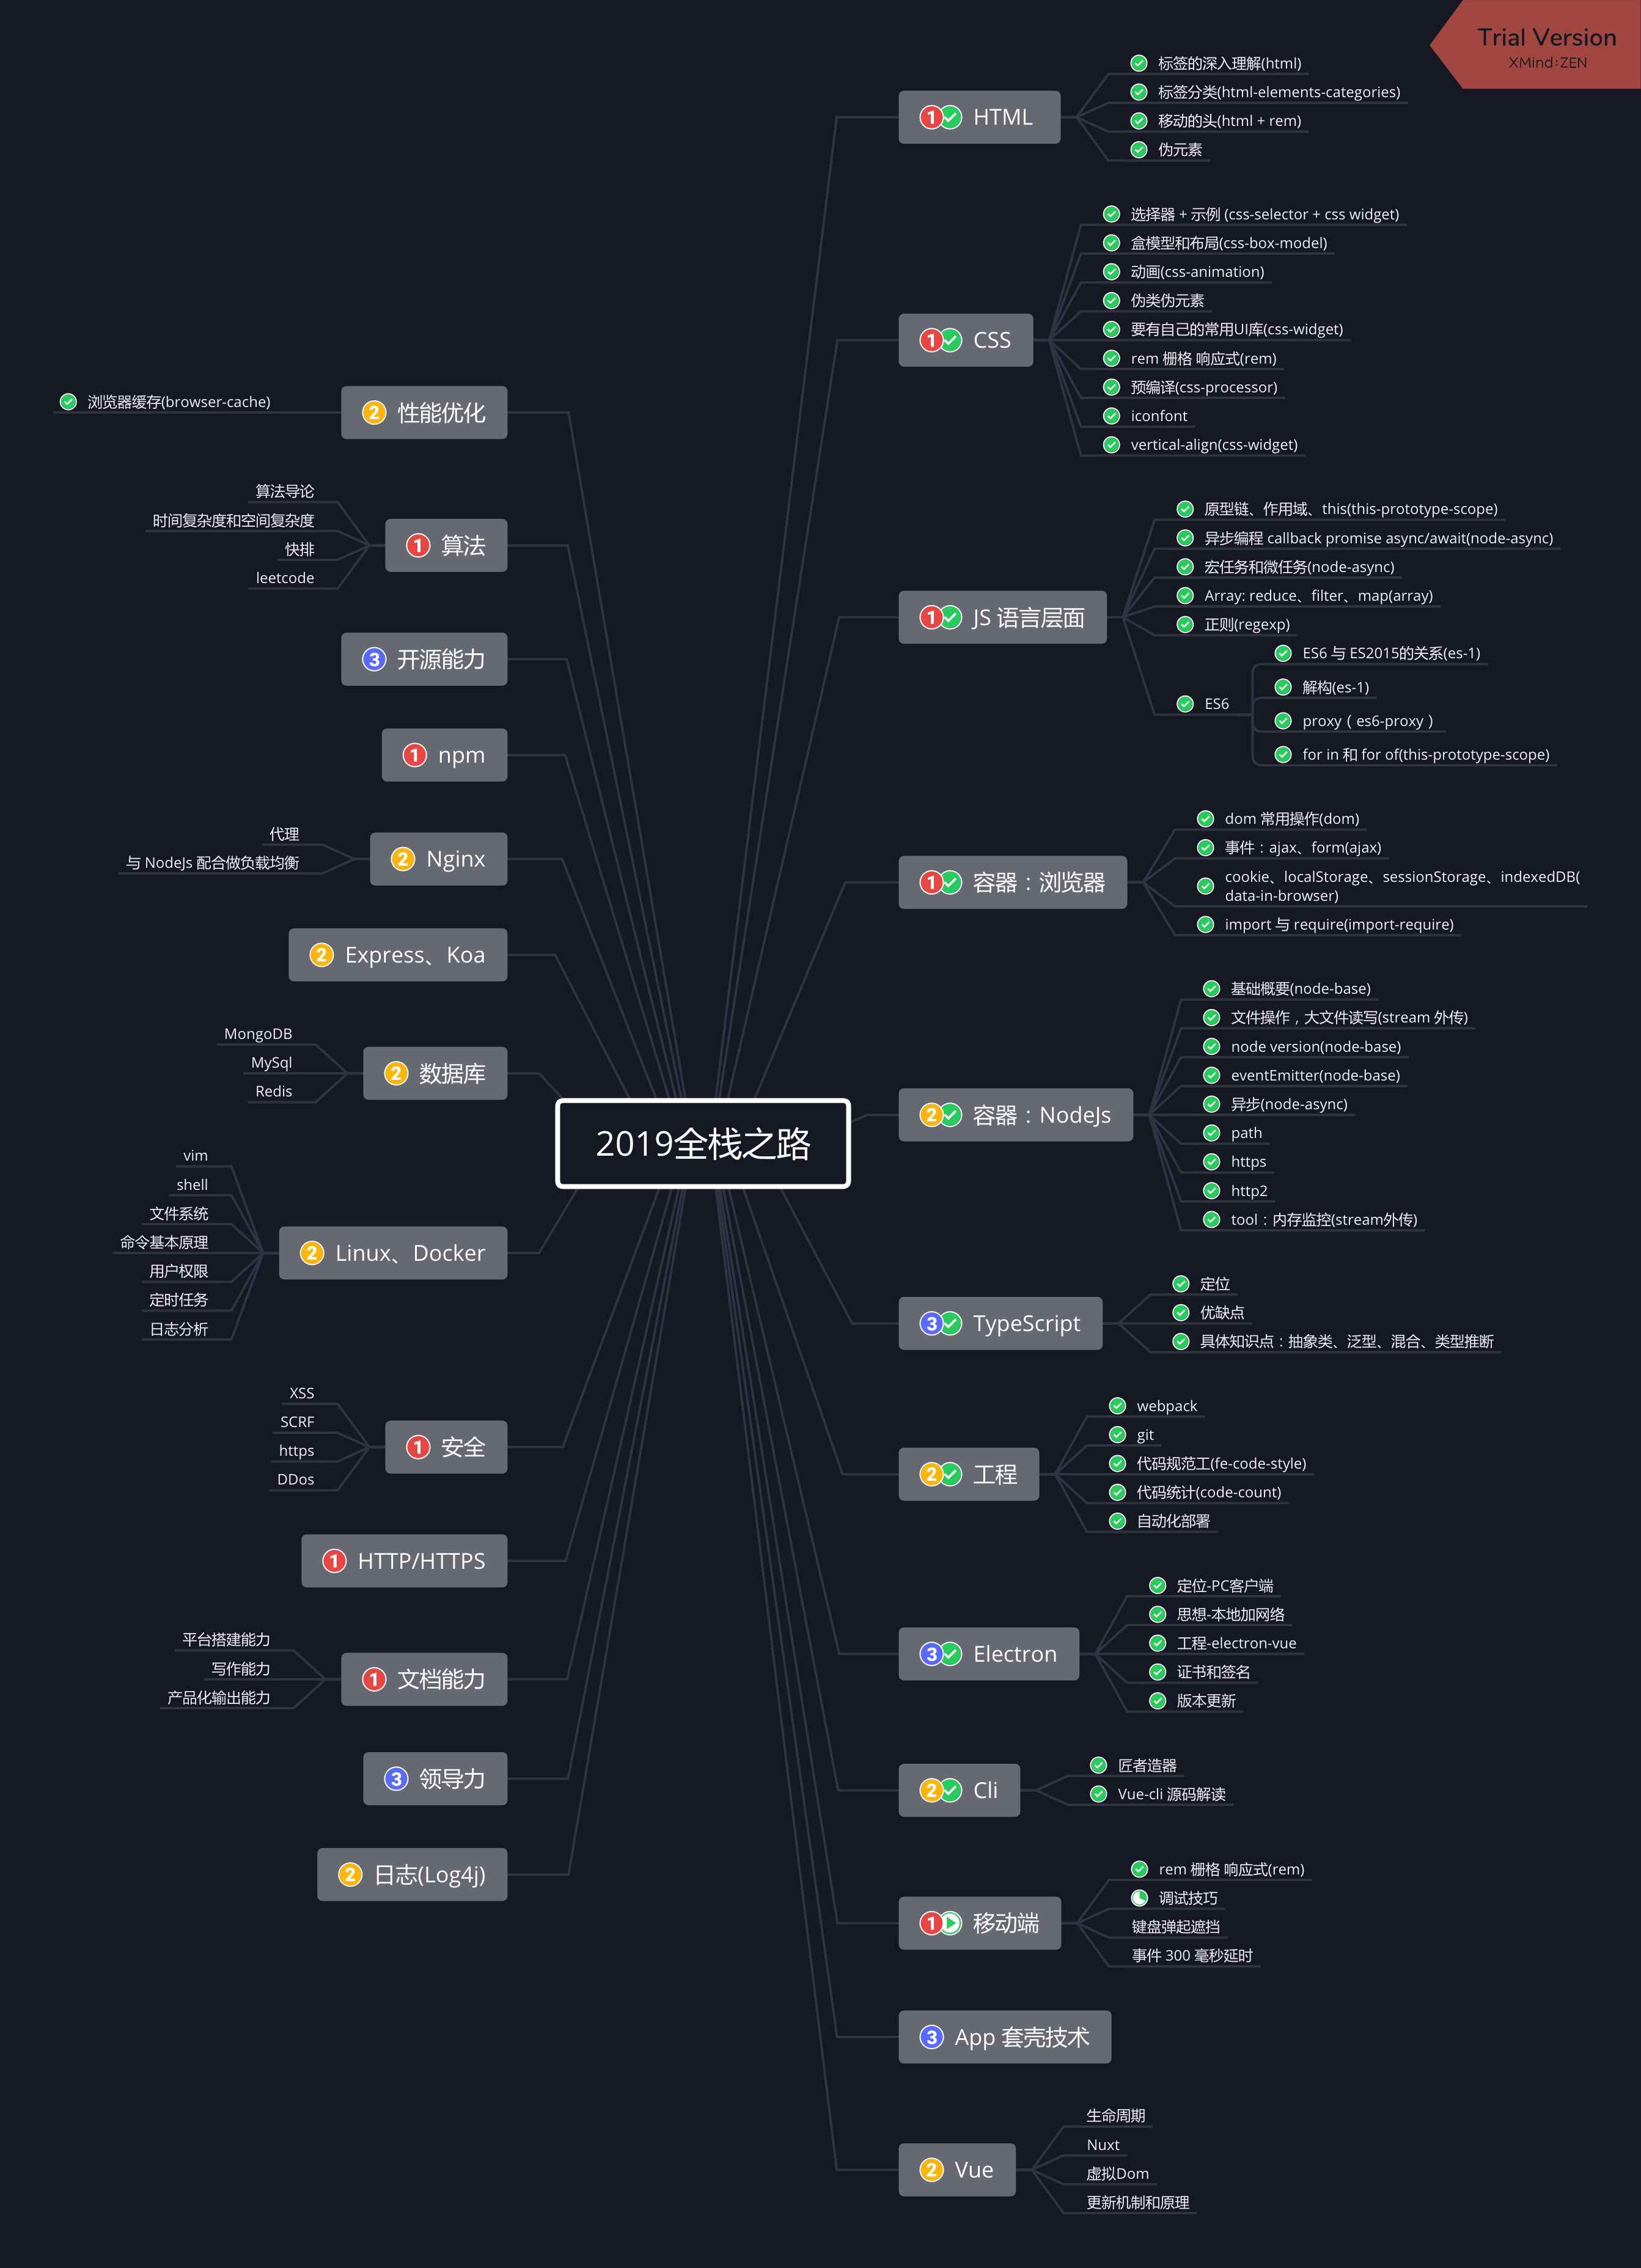 Trial Version
XMind:ZEN
2019全栈之路
1 HTML
标签的深入理解(html)
标签分类(html-elements-categories)
移动的头(html + rem)
伪元素
1 CSS
选择器 + 示例 (css-selector + css widget)
盒模型和布局(css-box-model)
动画(css-animation)
伪类伪元素
要有自己的常用UI库(css-widget)
rem 栅格 响应式(rem)
预编译(css-processor)
iconfont
vertical-align(css-widget)
1 JS 语言层面
原型链、作用域、this(this-prototype-scope)
异步编程 callback promise async/await(node-async)
宏任务和微任务(node-async)
Array: reduce、filter、map(array)
正则(regexp)
ES6
ES6 与 ES2015的关系(es-1)
解构(es-1)
proxy（es6-proxy）
for in 和 for of(this-prototype-scope)
1 容器：浏览器
dom 常用操作(dom)
事件：ajax、form(ajax)
cookie、localStorage、sessionStorage、indexedDB(
data-in-browser)
import 与 require(import-require)
2 容器：NodeJs
基础概要(node-base)
文件操作，大文件读写(stream 外传)
node version(node-base)
eventEmitter(node-base)
异步(node-async)
path
https
http2
tool：内存监控(stream外传)
3 TypeScript
定位
优缺点
具体知识点：抽象类、泛型、混合、类型推断
2 工程
webpack
git
代码规范工(fe-code-style)
代码统计(code-count)
自动化部署
3 Electron
定位-PC客户端
思想-本地加网络
工程-electron-vue
证书和签名
版本更新
2 Cli
匠者造器
Vue-cli 源码解读
1 移动端
rem 栅格 响应式(rem)
调试技巧
键盘弹起遮挡
事件 300 毫秒延时
3 App 套壳技术
2 Vue
生命周期
Nuxt
虚拟Dom
更新机制和原理
2 性能优化
浏览器缓存(browser-cache)
1 算法
算法导论
时间复杂度和空间复杂度
快排
leetcode
3 开源能力
1 npm
2 Nginx
代理
与 NodeJs 配合做负载均衡
2 Express、Koa
2 数据库
MongoDB
MySql
Redis
2 Linux、Docker
vim
shell
文件系统
命令基本原理
用户权限
定时任务
日志分析
1 安全
XSS
SCRF
https
DDos
1 HTTP/HTTPS
1 文档能力
平台搭建能力
写作能力
产品化输出能力
3 领导力
2 日志(Log4j)